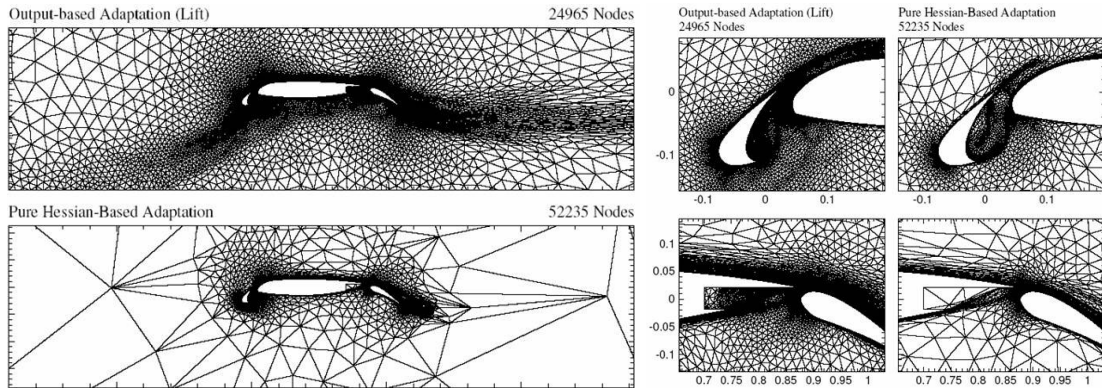 Output-based Adaptation (Lift) 24965 Nodes
Pure Hessian-Based Adaptation 52235 Nodes
Output-based Adaptation (Lift)
24965 Nodes
0
-0.1
-0.1 0 0.1
Pure Hessian-Based Adaptation
52235 Nodes
-0.1 0 0.1
0.1
0.05
0
-0.05
-0.1
0.7 0.75 0.8 0.85 0.9 0.95 1
0.7 0.75 0.8 0.85 0.9 0.95 1